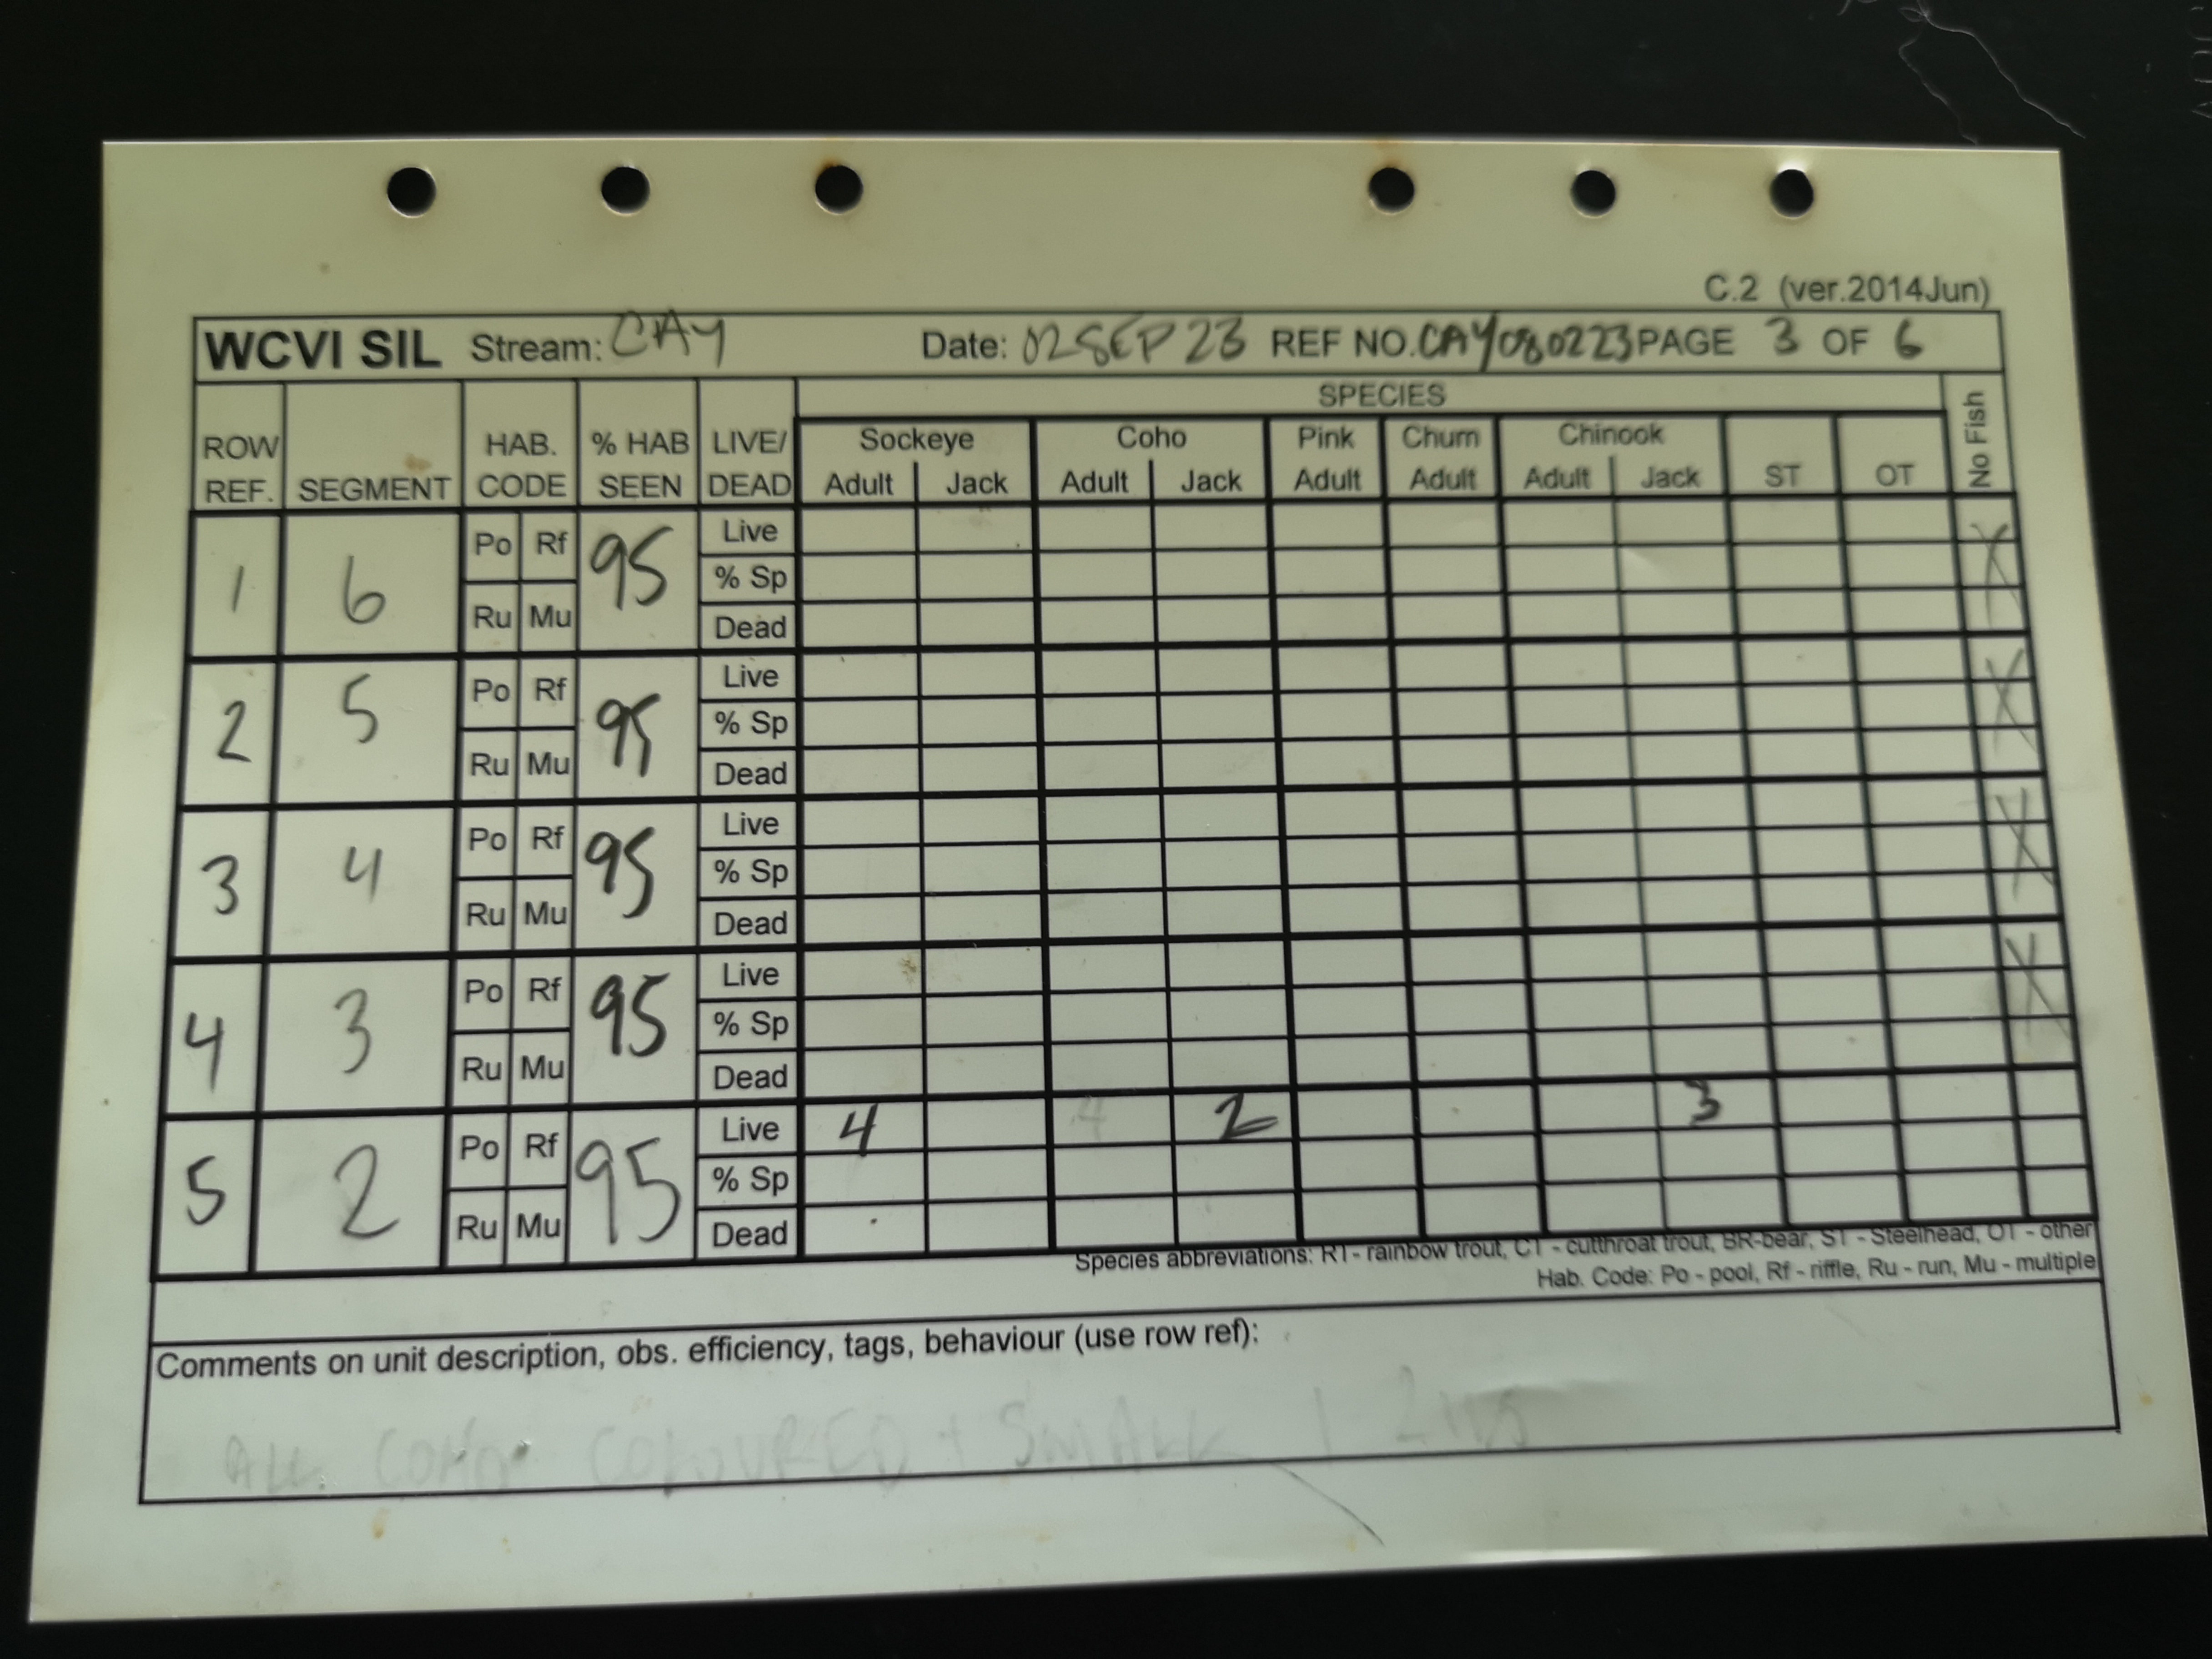 C.2 (ver.2014Jun)
WCVI SIL Stream: CAY Date: 02SEP23 REF NO. CAY080223 PAGE 3 OF 6
SPECIES
ROW REF. SEGMENT HAB. CODE % HAB SEEN LIVE/DEAD Sockeye Coho Pink Chum Chinook ST OT No Fish
Adult Jack Adult Jack Adult Adult Adult Jack
1 6 Po Rf 95 Live X
% Sp
Ru Mu Dead
2 5 Po Rf 95 Live X
% Sp
Ru Mu Dead
3 4 Po Rf 95 Live X
% Sp
Ru Mu Dead
4 3 Po Rf 95 Live X
% Sp
Ru Mu Dead
5 2 Po Rf 95 Live 4 4 2 3
% Sp
Ru Mu Dead
Species abbreviations: RT- rainbow trout, CT - cutthroat trout, BR-bear, ST - Steelhead, OT - other
Hab. Code: Po - pool, Rf - riffle, Ru - run, Mu - multiple
Comments on unit description, obs. efficiency, tags, behaviour (use row ref):
ALL COHO COLOURED + SMALL